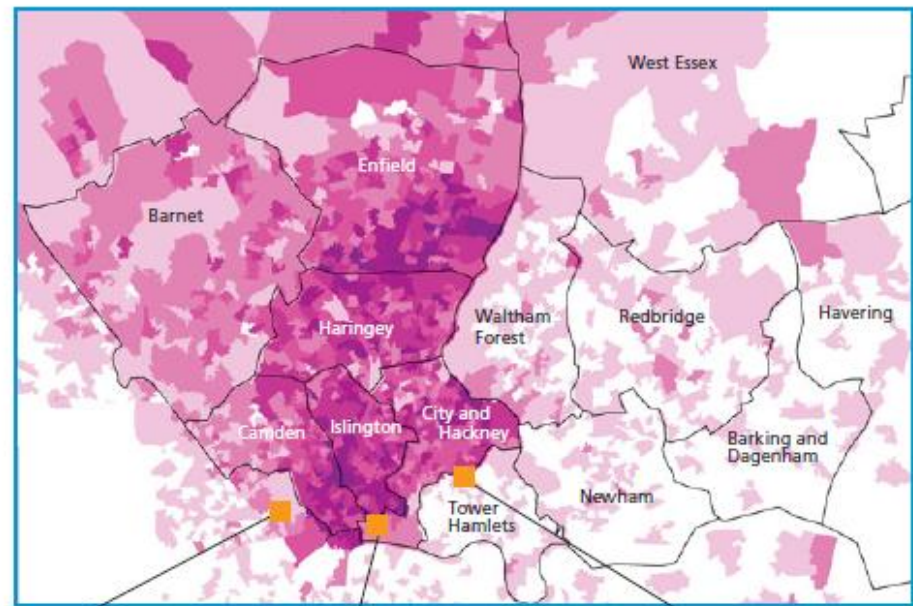 West Essex
Enfield
Barnet
Haringey
Waltham
Forest
Redbridge
Havering
Camden
Islington
City and
Hackney
Barking and
Dagenham
Newham
Tower
Hamlets